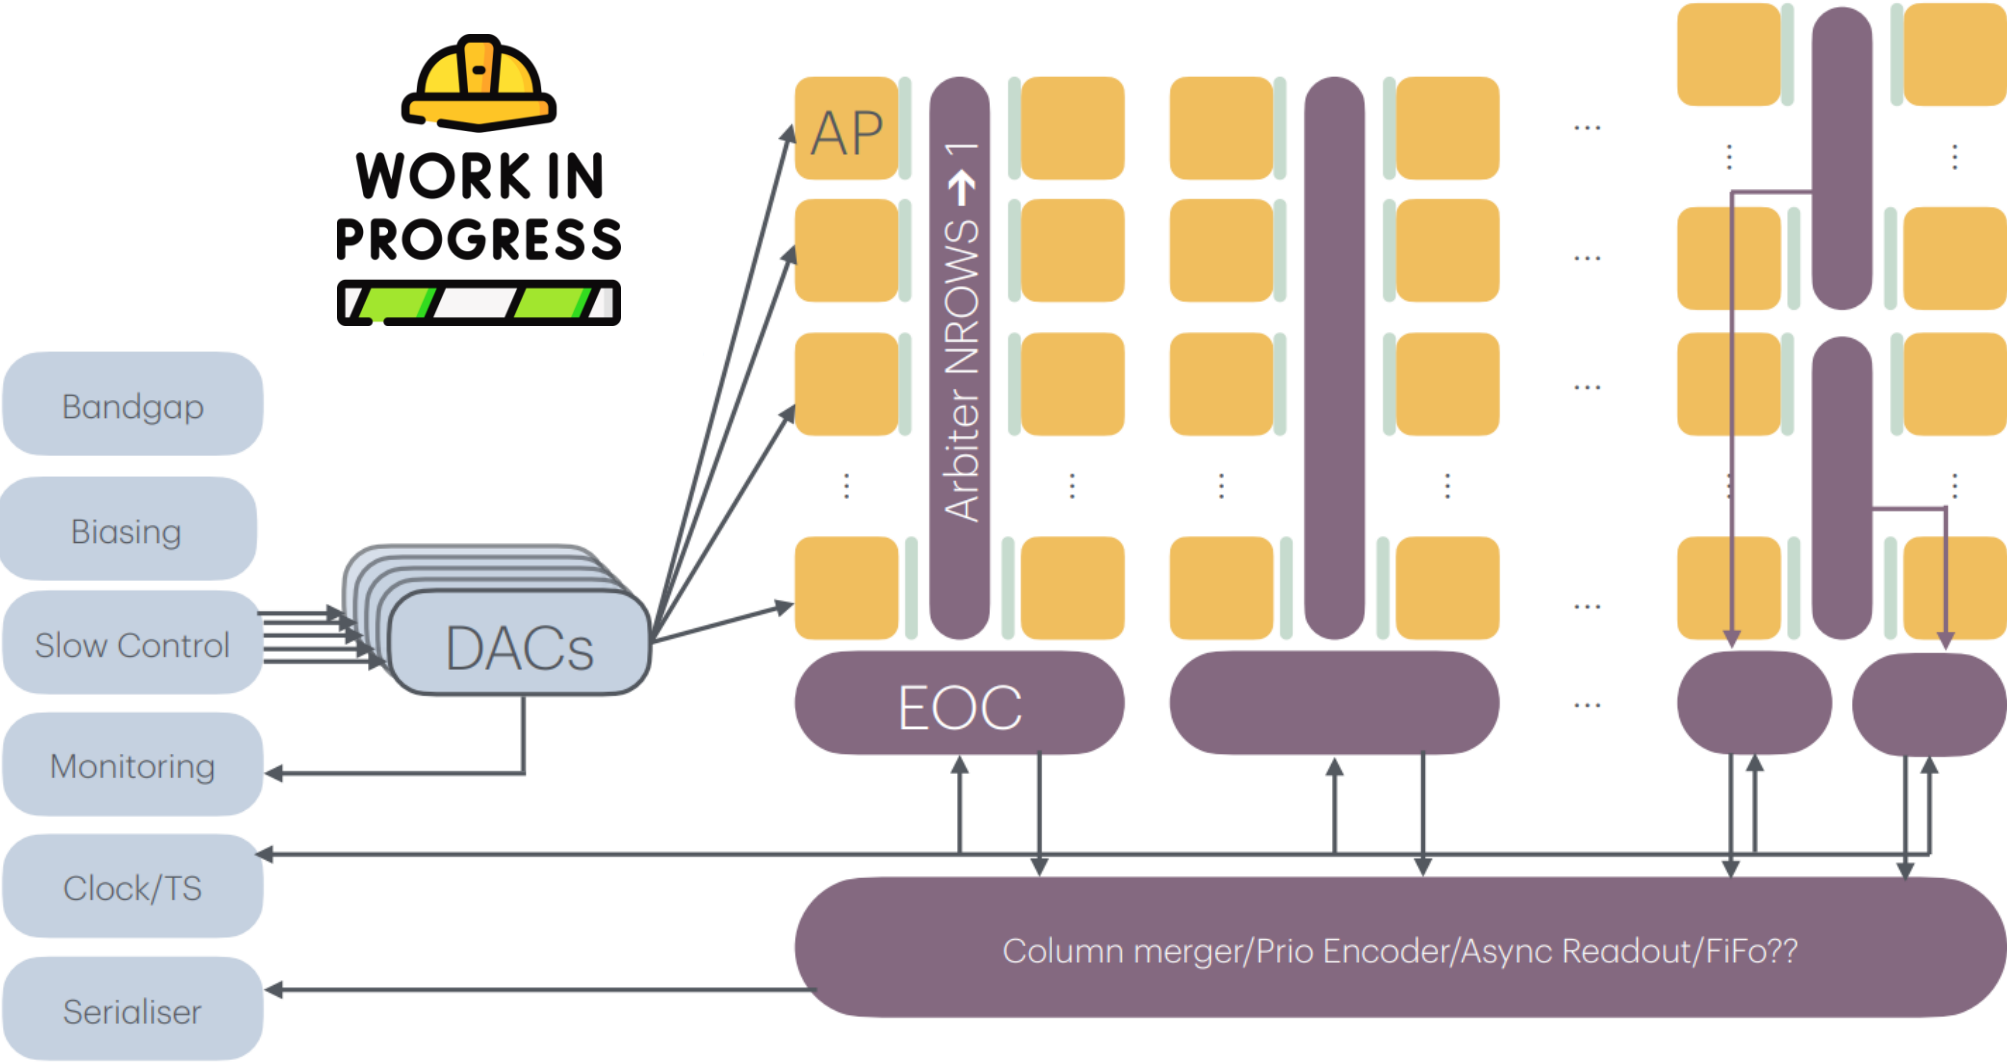 WORK IN
PROGRESS
Bandgap
Biasing
Slow Control
Monitoring
Clock/TS
Serialiser
DACs
AP
Arbiter NROWS ➔ 1
...
...
...
...
...
EOC
Column merger/Prio Encoder/Async Readout/FiFo??